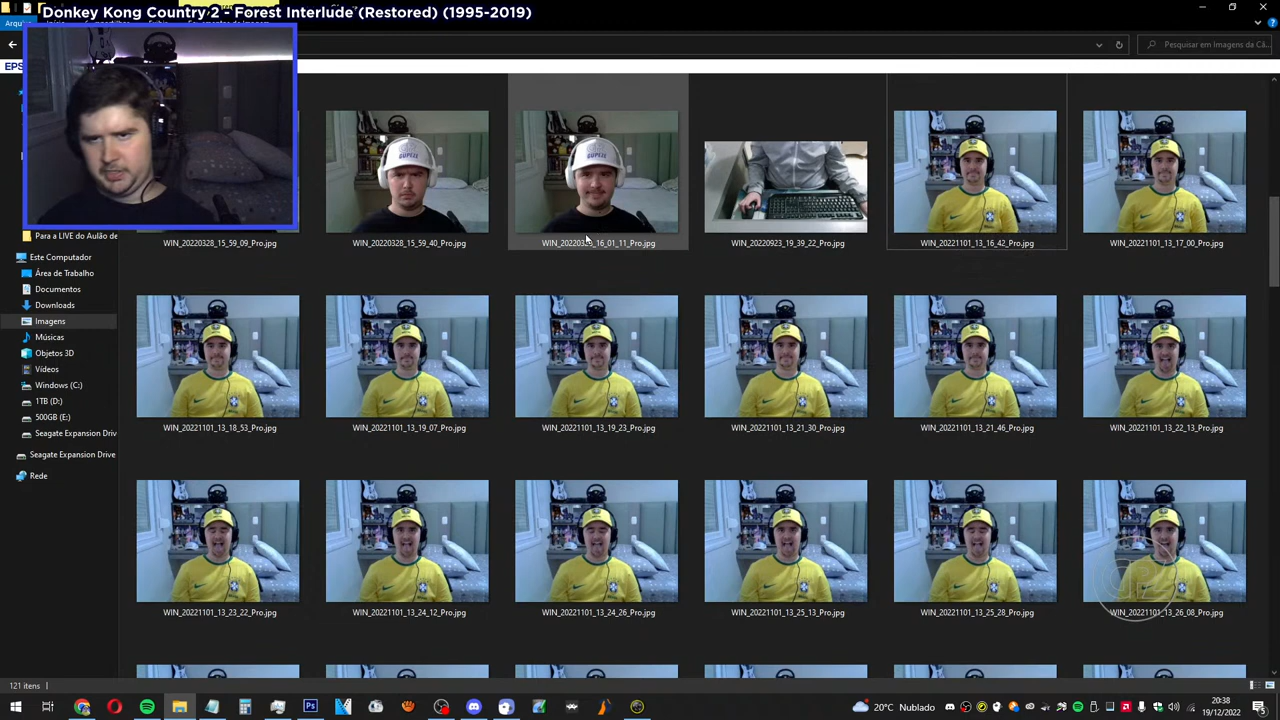 Donkey Kong Country 2 - Forest Interlude (Restored) (1995-2019)
Arqu
EPS
Pesquisar em Imagens da Câ...
WIN_20220328_15_59_09_Pro.jpg
WIN_20220328_15_59_40_Pro.jpg
WIN_20220328_16_01_11_Pro.jpg
WIN_20220923_19_39_22_Pro.jpg
WIN_20221101_13_16_42_Pro.jpg
WIN_20221101_13_17_00_Pro.jpg
Para a LIVE do Aulão de
Este Computador
Área de Trabalho
Documentos
Downloads
Imagens
Músicas
Objetos 3D
Vídeos
Windows (C:)
1TB (D:)
500GB (E:)
Seagate Expansion Driv
Seagate Expansion Drive
Rede
WIN_20221101_13_18_53_Pro.jpg
WIN_20221101_13_19_07_Pro.jpg
WIN_20221101_13_19_23_Pro.jpg
WIN_20221101_13_21_30_Pro.jpg
WIN_20221101_13_21_46_Pro.jpg
WIN_20221101_13_22_13_Pro.jpg
WIN_20221101_13_23_22_Pro.jpg
WIN_20221101_13_24_12_Pro.jpg
WIN_20221101_13_24_26_Pro.jpg
WIN_20221101_13_25_13_Pro.jpg
WIN_20221101_13_25_28_Pro.jpg
WIN_20221101_13_26_08_Pro.jpg
121 itens
20°C Nublado
20:38
19/12/2022